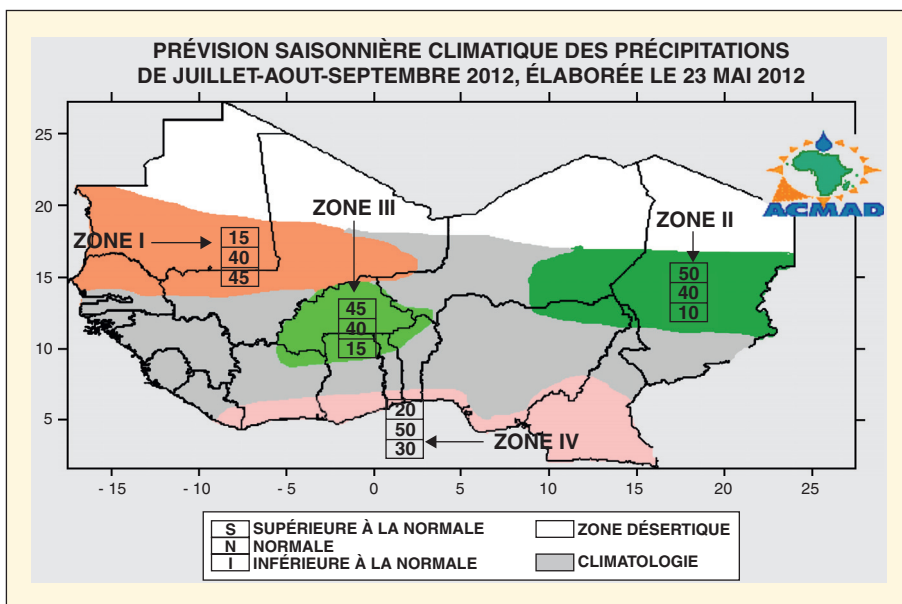 PRÉVISION SAISONNIÈRE CLIMATIQUE DES PRÉCIPITATIONS
DE JUILLET-AOUT-SEPTEMBRE 2012, ÉLABORÉE LE 23 MAI 2012
25
20
15
10
5
ACMAD
ZONE III
ZONE II
ZONE I
15
40
45
50
40
10
45
40
15
20
50
30
ZONE IV
- 15
- 10
- 5
0
5
10
15
20
25
S SUPÉRIEURE À LA NORMALE
N NORMALE
I INFÉRIEURE À LA NORMALE
ZONE DÉSERTIQUE
CLIMATOLOGIE